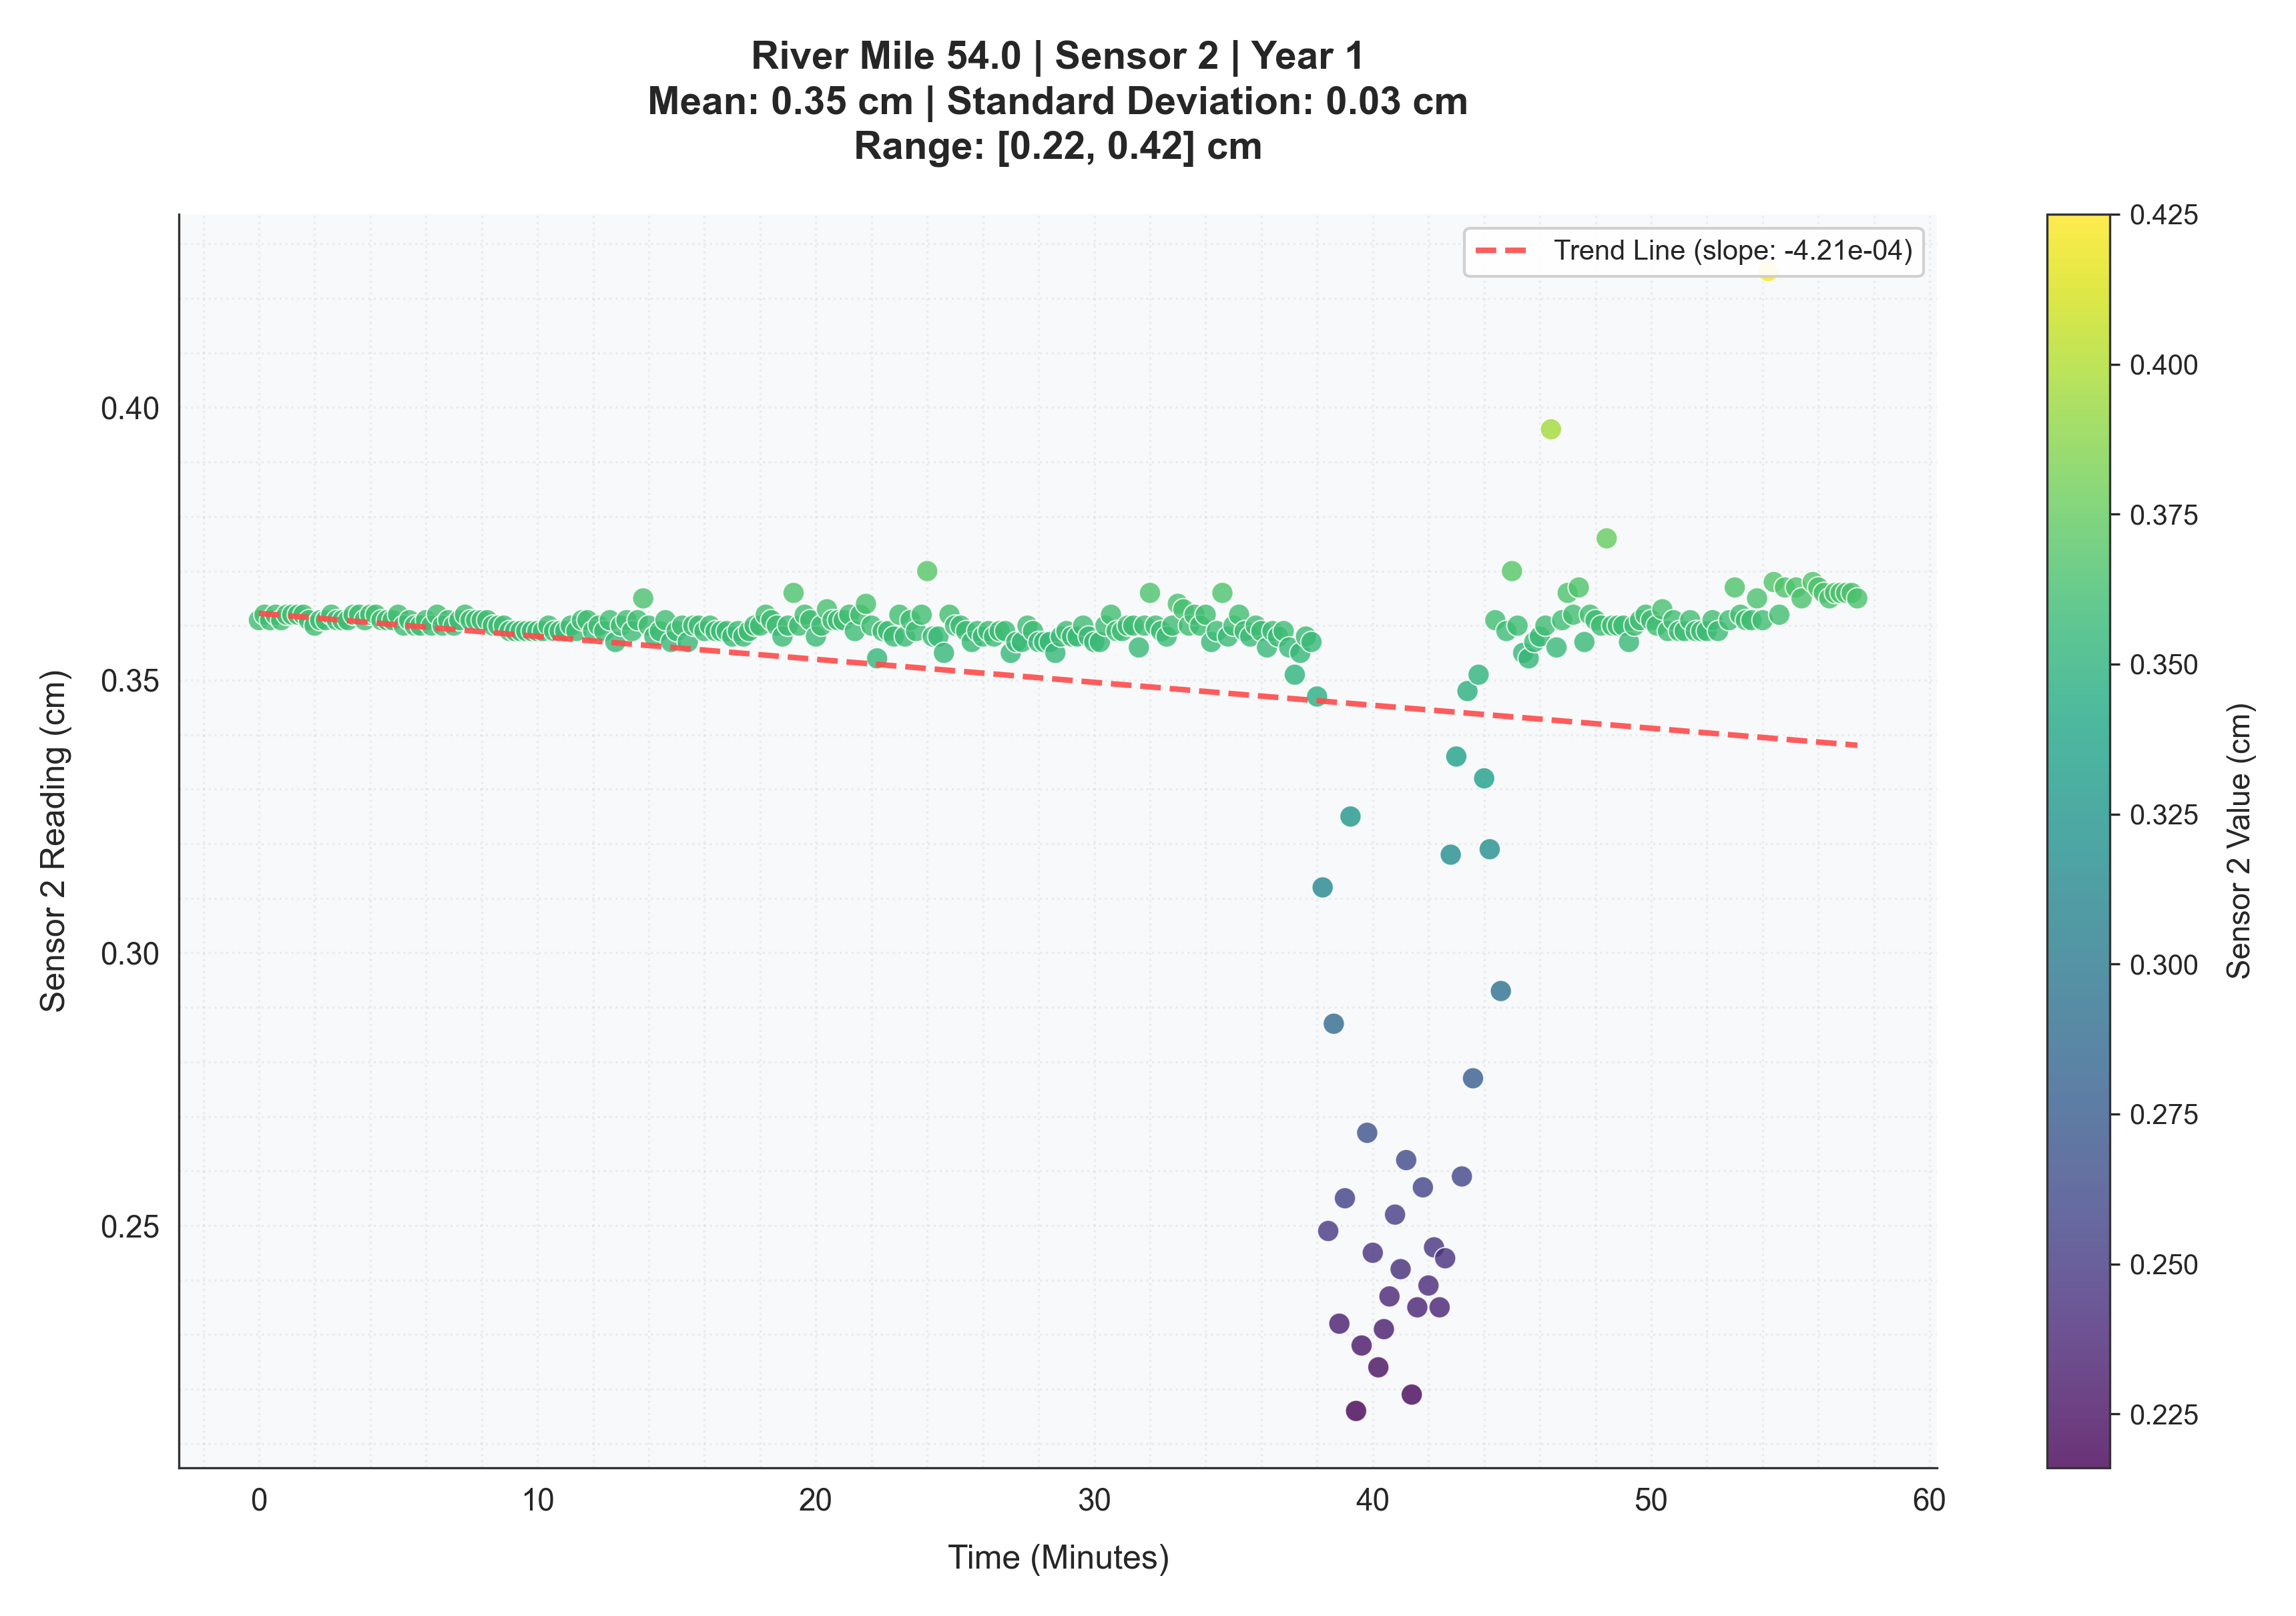 River Mile 54.0 | Sensor 2 | Year 1
Mean: 0.35 cm | Standard Deviation: 0.03 cm
Range: [0.22, 0.42] cm
Trend Line (slope: -4.21e-04)
Sensor 2 Reading (cm)
0.40
0.35
0.30
0.25
0
10
20
30
40
50
60
Time (Minutes)
0.425
0.400
0.375
0.350
0.325
0.300
0.275
0.250
0.225
Sensor 2 Value (cm)